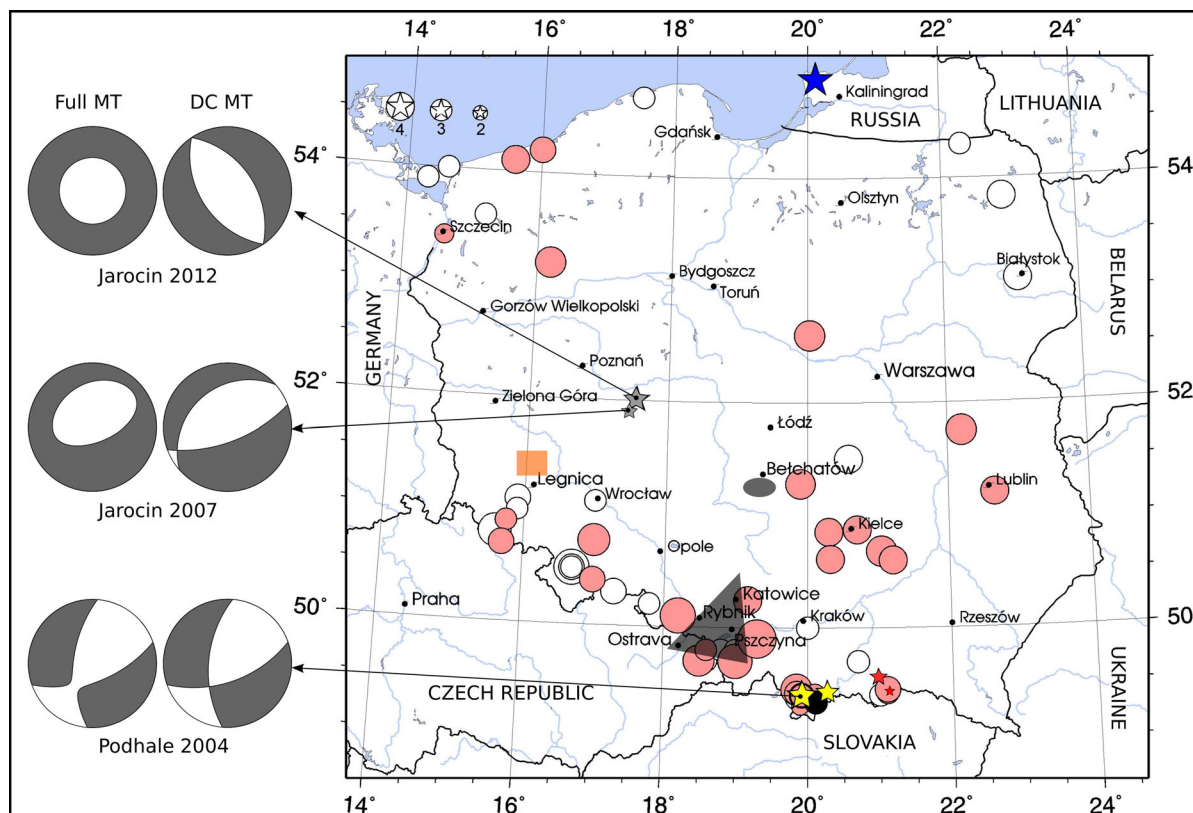 14° 16° 18° 20° 22° 24°
Full MT DC MT
4 3 2
Kaliningrad
LITHUANIA
RUSSIA
Gdańsk
54° 54°
Olsztyn
Szczecin
Białystok
Jarocin 2012
Bydgoszcz
Toruń
BELARUS
Gorzów Wielkopolski
GERMANY
Poznań
Warszawa
52° 52°
Zielona Góra
Łódź
Bełchatów
Legnica
Lublin
Wrocław
Jarocin 2007
Kielce
Opole
Praha
Katowice
50° 50°
Rybnik
Kraków
Rzeszów
Ostrava
Pszczyna
UKRAINE
CZECH REPUBLIC
SLOVAKIA
Podhale 2004
14° 16° 18° 20° 22° 24°